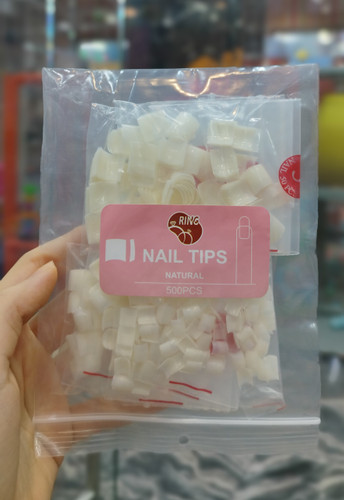 RING
NAIL TIPS
NATURAL
500PCS